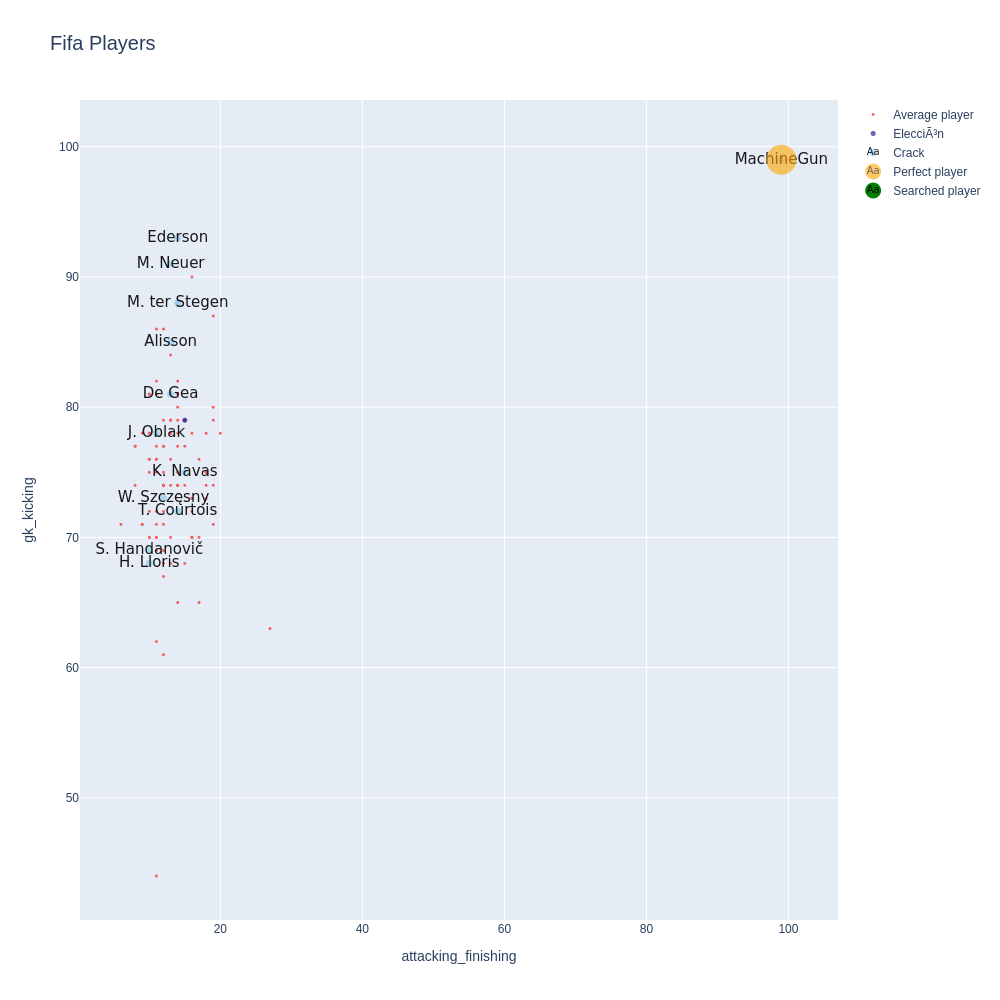 Fifa Players
Average player
ElecciÃ³n
Aa Crack
Aa Perfect player
Aa Searched player
100
90
80
70
60
50
gk_kicking
MachineGun
Ederson
M. Neuer
M. ter Stegen
Alisson
De Gea
J. Oblak
K. Navas
W. Szczesny
T. Courtois
S. Handanovič
H. Lloris
20
40
60
80
100
attacking_finishing